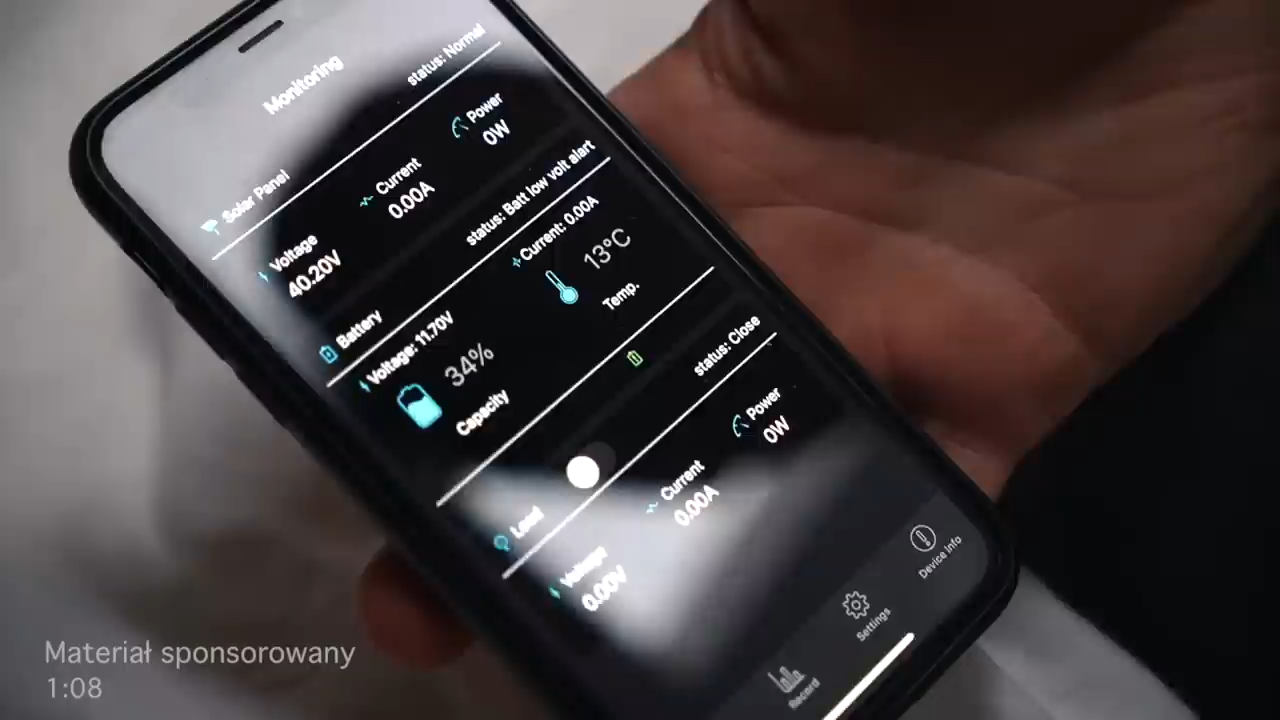 Monitoring
Solar Panel status: Normal
Voltage Current Power
40.20V 0.00A 0W
Battery status: Batt low volt alart
Voltage: 11.70V Current: 0.00A
34% 13°C
Capacity Temp.
Load status: Close
Voltage Current Power
0.00V 0.00A 0W
Record Settings Device Info
Materiał sponsorowany
1:08